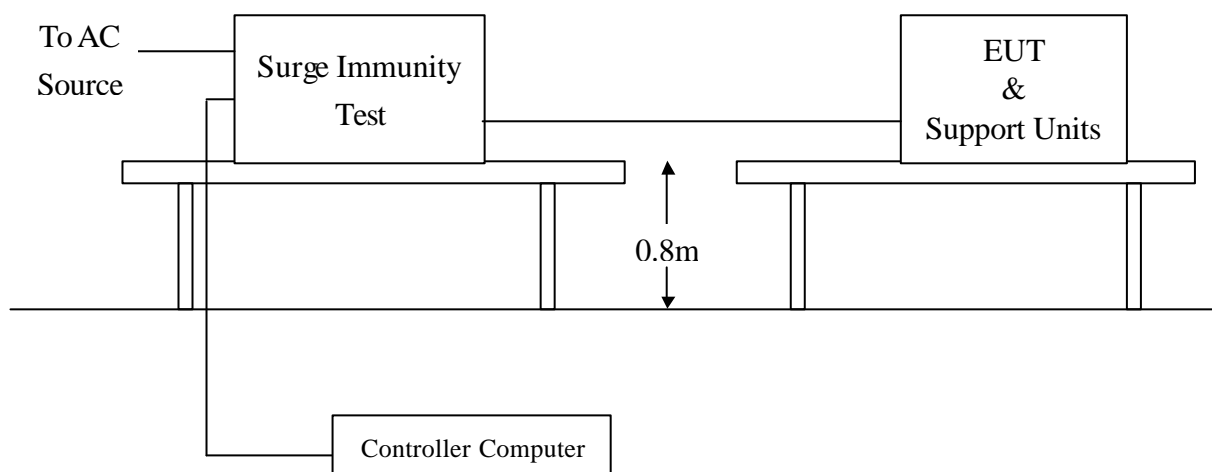 To AC
Source
Surge Immunity
Test
EUT
&
Support Units
0.8m
Controller Computer